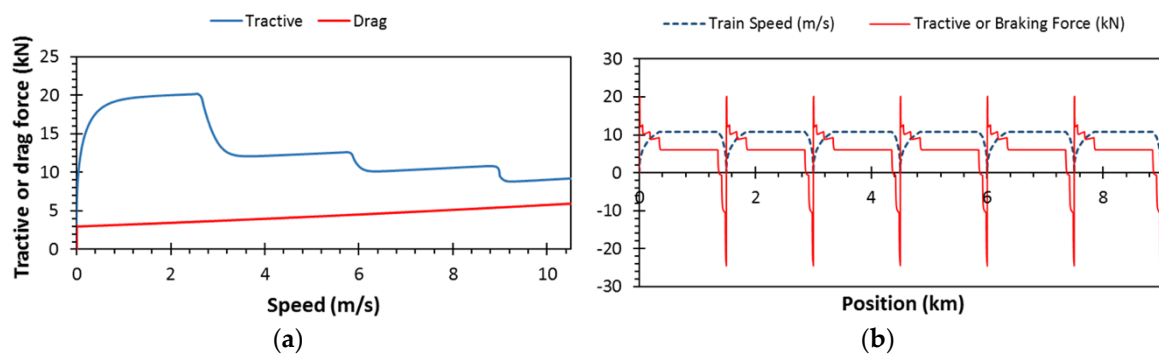 Tractive Drag
Tractive or drag force (kN)
25
20
15
10
5
0
0 2 4 6 8 10
Speed (m/s)
(a)
Train Speed (m/s) Tractive or Braking Force (kN)
30
20
10
0
-10
-20
-30
0 2 4 6 8
Position (km)
(b)